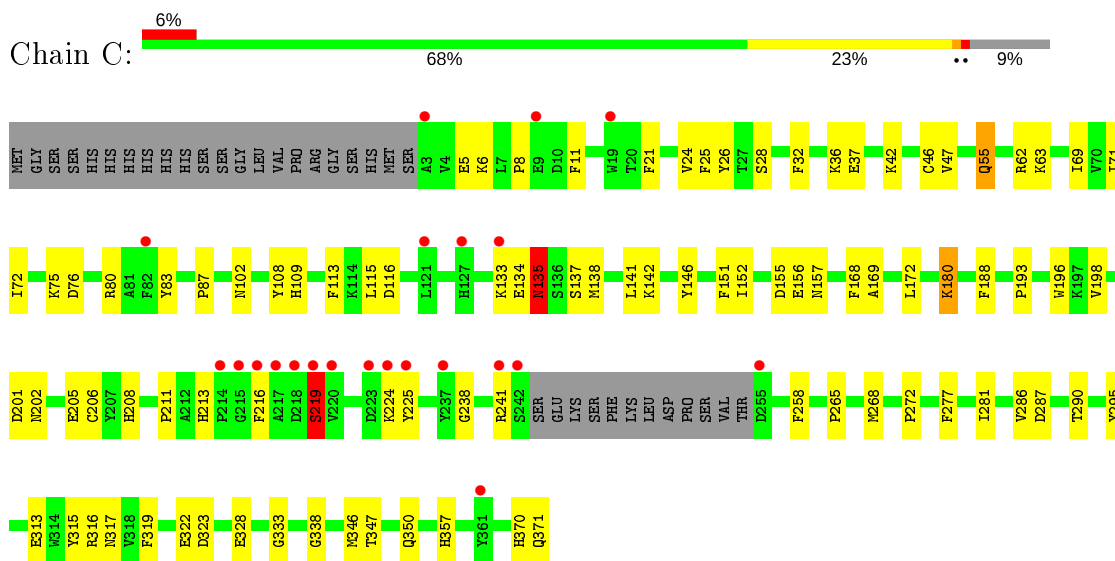 6%
Chain C:
68% 23% •• 9%
MET GLY SER SER HIS HIS HIS HIS HIS HIS SER SER GLY LEU VAL PRO ARG GLY SER HIS MET SER A3 V4 E5 K6 L7 P8 E9 D10 F11 W19 T20 F21 V24 F25 Y26 T27 S28 F32 K36 E37 K42 C46 V47 Q55 R62 K63 I69 V70 I71
I72 K75 D76 R80 A81 F82 Y83 P87 N102 Y108 H109 F113 K114 L115 D116 L121 H127 K133 E134 N135 S136 S137 M138 L141 K142 Y146 F151 I152 D155 E156 N157 F168 A169 L172 K180 F188 P193 W196 K197 V198
D201 N202 E205 C206 Y207 H208 P211 A212 H213 P214 G215 F216 A217 D218 S219 V220 D223 K224 Y225 Y237 G238 R241 S242 SER GLU LYS SER PHE LYS LEU ASP PRO SER VAL THR D255 F258 P265 M268 P272 F277 I281 V286 D287 T290
E313 W314 Y315 R316 N317 V318 F319 E322 D323 E328 G333 G338 M346 T347 Q350 H357 Y361 H370 Q371